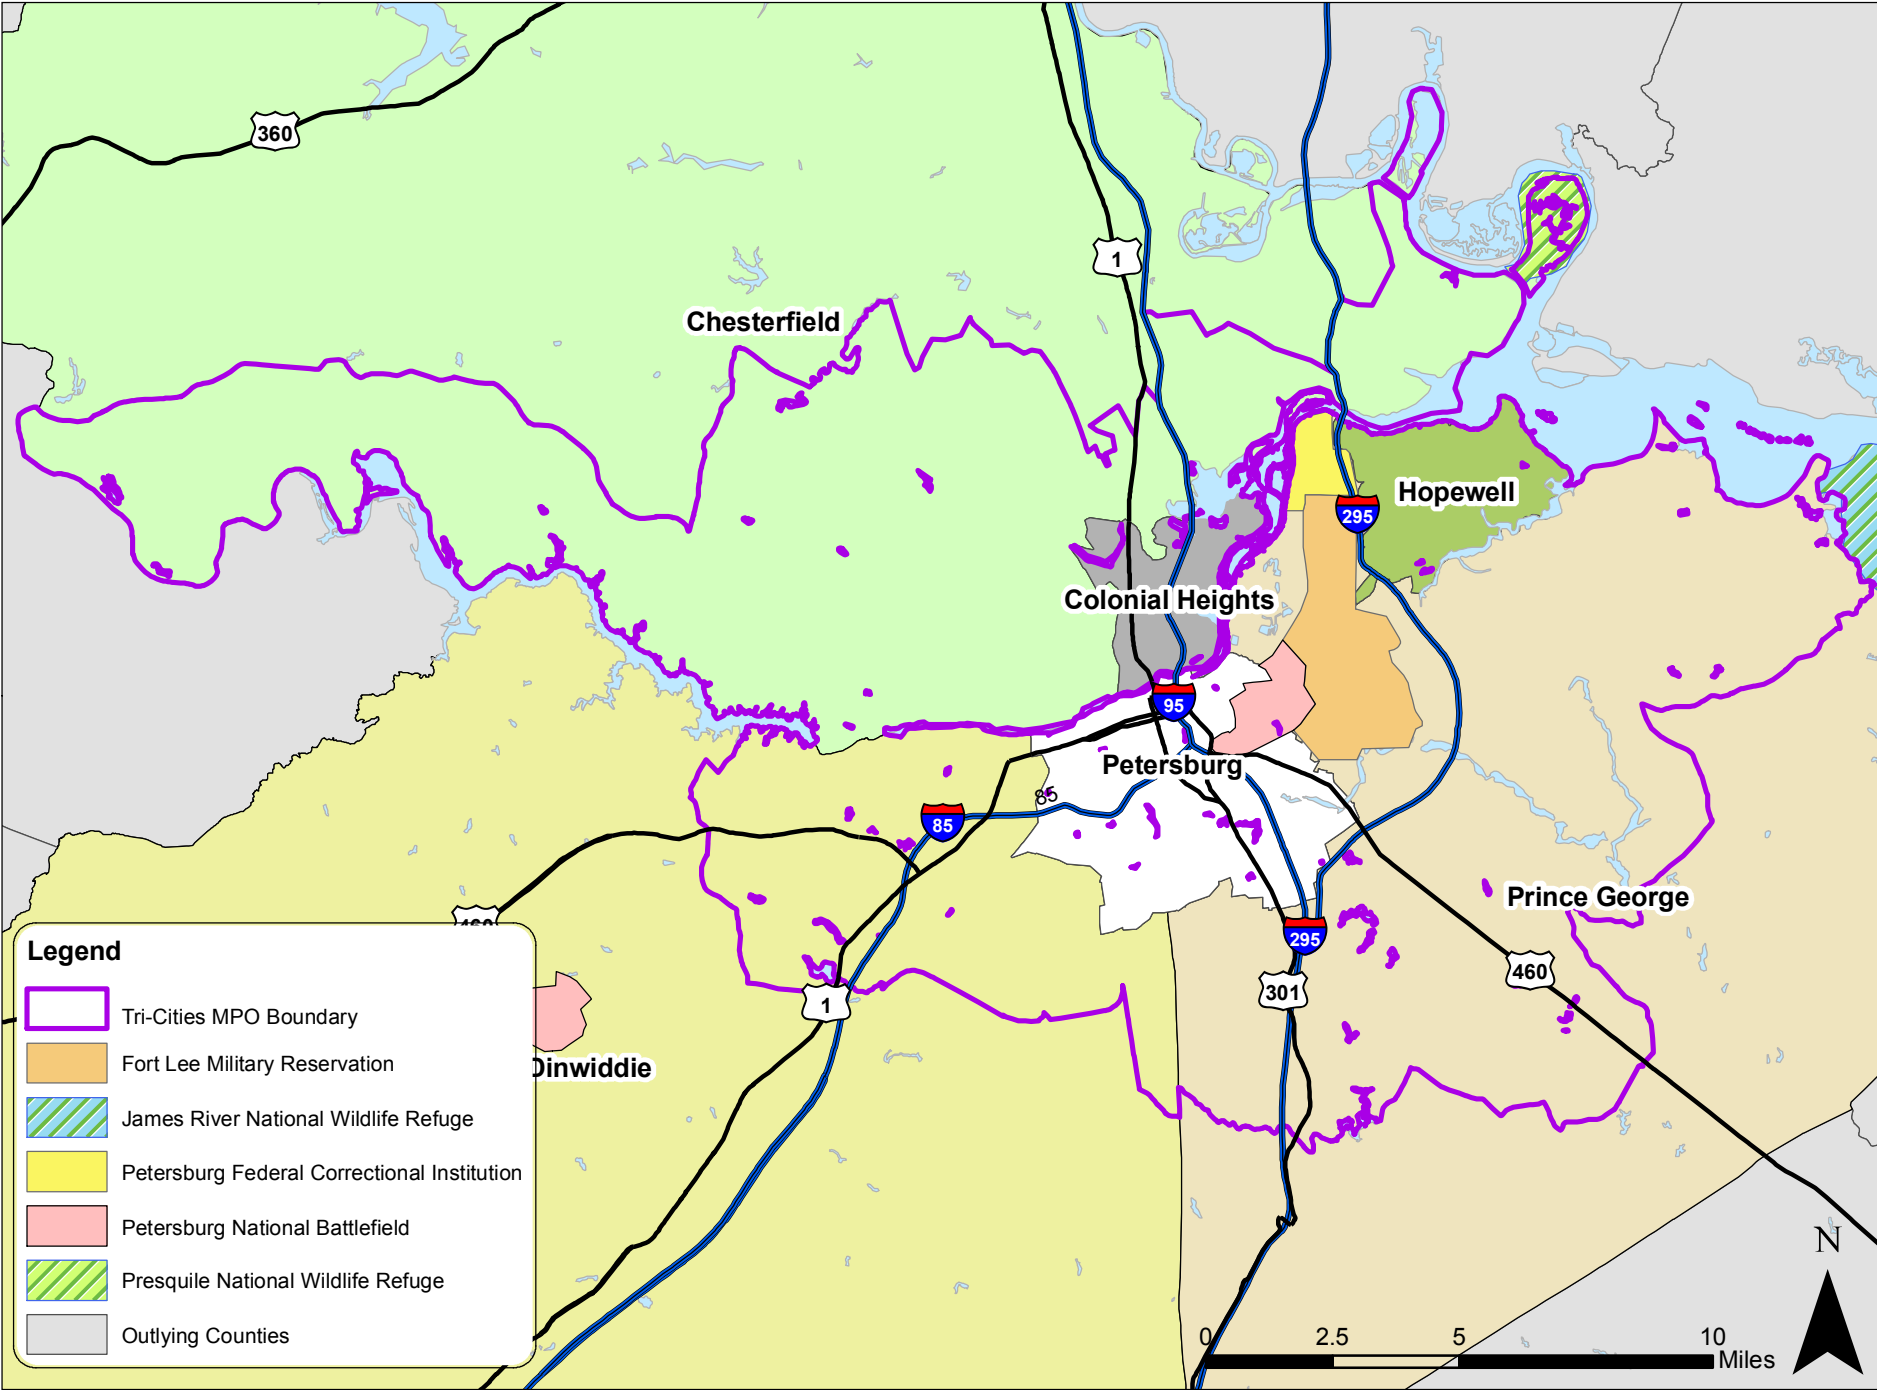 360
1
Chesterfield
Hopewell
295
Colonial Heights
95
Petersburg
85
85
Prince George
460
295
460
301
1
Dinwiddie
Legend
Tri-Cities MPO Boundary
Fort Lee Military Reservation
James River National Wildlife Refuge
Petersburg Federal Correctional Institution
Petersburg National Battlefield
Presquile National Wildlife Refuge
Outlying Counties
N
0 2.5 5 10
Miles